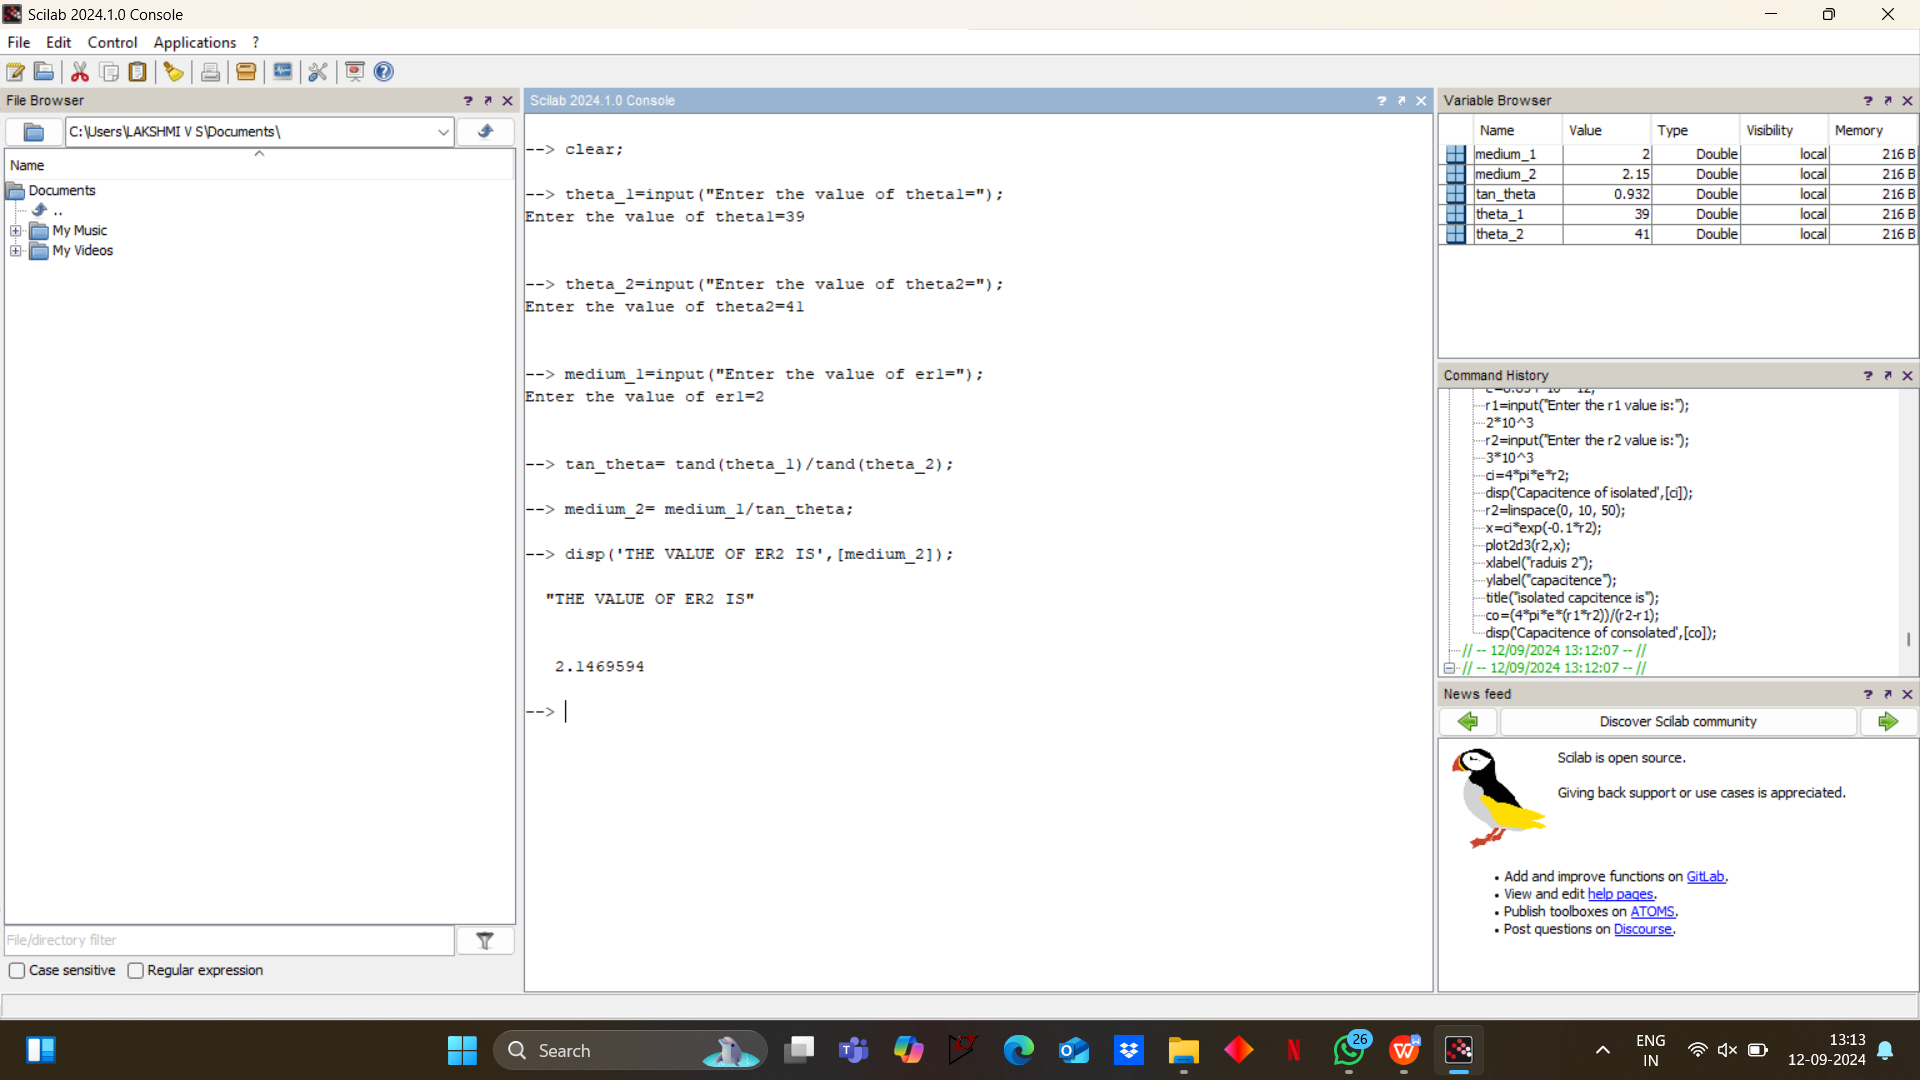 Scilab 2024.1.0 Console
File Edit Control Applications ?
File Browser
C:\Users\LAKSHMI V S\Documents\
Name
Documents
..
My Music
My Videos
File/directory filter
Case sensitive Regular expression
Scilab 2024.1.0 Console
--> clear;
--> theta_1=input("Enter the value of theta1=");
Enter the value of theta1=39
--> theta_2=input("Enter the value of theta2=");
Enter the value of theta2=41
--> medium_1=input("Enter the value of er1=");
Enter the value of er1=2
--> tan_theta= tand(theta_1)/tand(theta_2);
--> medium_2= medium_1/tan_theta;
--> disp('THE VALUE OF ER2 IS',[medium_2]);
"THE VALUE OF ER2 IS"
2.1469594
-->
Variable Browser
Name Value Type Visibility Memory
medium_1 2 Double local 216 B
medium_2 2.15 Double local 216 B
tan_theta 0.932 Double local 216 B
theta_1 39 Double local 216 B
theta_2 41 Double local 216 B
Command History
r1=input("Enter the r1 value is:");
2*10^3
r2=input("Enter the r2 value is:");
3*10^3
ci=4*pi*e*r2;
disp('Capacitence of isolated',[ci]);
r2=linspace(0, 10, 50);
x=ci*exp(-0.1*r2);
plot2d3(r2,x);
xlabel("raduis 2");
ylabel("capacitence");
title("isolated capcitence is");
co=(4*pi*e*(r1*r2))/(r2-r1);
disp('Capacitence of consolated',[co]);
// -- 12/09/2024 13:12:07 -- //
// -- 12/09/2024 13:12:07 -- //
News feed
Discover Scilab community
Scilab is open source.
Giving back support or use cases is appreciated.
• Add and improve functions on GitLab.
• View and edit help pages.
• Publish toolboxes on ATOMS.
• Post questions on Discourse.
Search
26
ENG
IN
13:13
12-09-2024